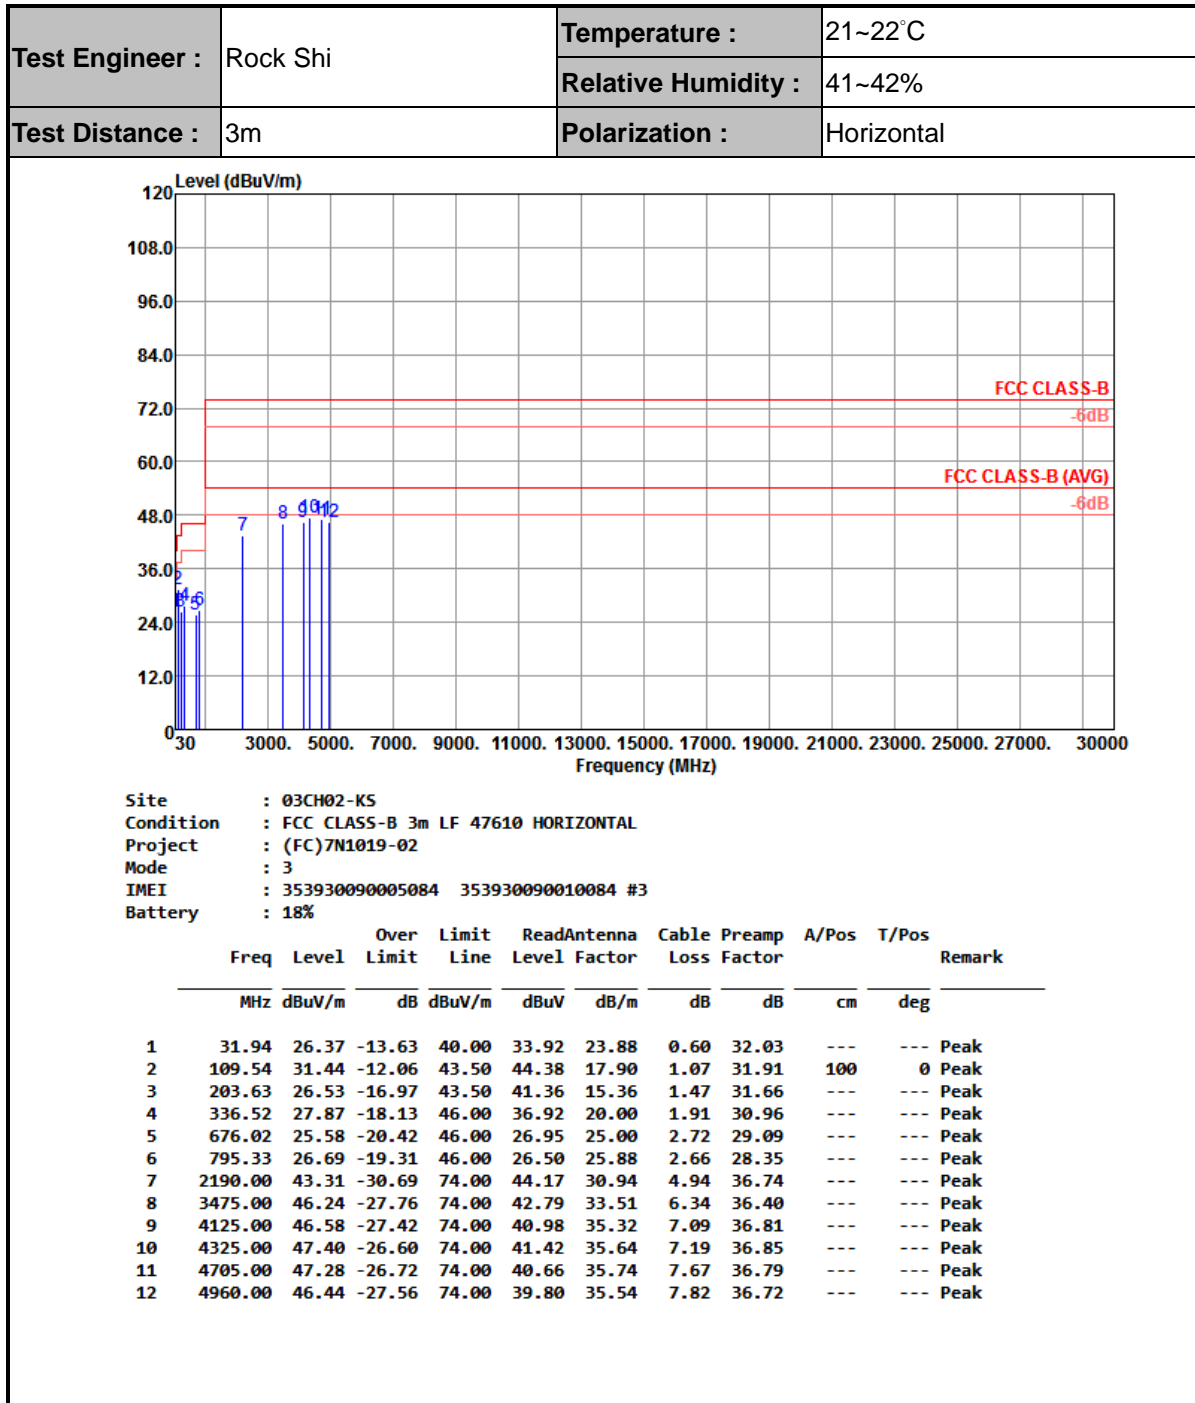 Test Engineer : Rock Shi Temperature : 21~22°C
Relative Humidity : 41~42%
Test Distance : 3m Polarization : Horizontal
Level (dBuV/m)
120
108.0
96.0
84.0
FCC CLASS-B
72.0
-6dB
60.0
FCC CLASS-B (AVG)
48.0
-6dB
36.0
24.0
12.0
0
1 2 3 4 5 6 7 8 9 10 11 12
30 3000. 5000. 7000. 9000. 11000. 13000. 15000. 17000. 19000. 21000. 23000. 25000. 27000. 30000
Frequency (MHz)
Site : 03CH02-KS
Condition : FCC CLASS-B 3m LF 47610 HORIZONTAL
Project : (FC)7N1019-02
Mode : 3
IMEI : 353930090005084 353930090010084 #3
Battery : 18%
Over Limit ReadAntenna Cable Preamp A/Pos T/Pos
Freq Level Limit Line Level Factor Loss Factor Remark
MHz dBuV/m dB dBuV/m dBuV dB/m dB dB cm deg
1 31.94 26.37 -13.63 40.00 33.92 23.88 0.60 32.03 --- --- Peak
2 109.54 31.44 -12.06 43.50 44.38 17.90 1.07 31.91 100 0 Peak
3 203.63 26.53 -16.97 43.50 41.36 15.36 1.47 31.66 --- --- Peak
4 336.52 27.87 -18.13 46.00 36.92 20.00 1.91 30.96 --- --- Peak
5 676.02 25.58 -20.42 46.00 26.95 25.00 2.72 29.09 --- --- Peak
6 795.33 26.69 -19.31 46.00 26.50 25.88 2.66 28.35 --- --- Peak
7 2190.00 43.31 -30.69 74.00 44.17 30.94 4.94 36.74 --- --- Peak
8 3475.00 46.24 -27.76 74.00 42.79 33.51 6.34 36.40 --- --- Peak
9 4125.00 46.58 -27.42 74.00 40.98 35.32 7.09 36.81 --- --- Peak
10 4325.00 47.40 -26.60 74.00 41.42 35.64 7.19 36.85 --- --- Peak
11 4705.00 47.28 -26.72 74.00 40.66 35.74 7.67 36.79 --- --- Peak
12 4960.00 46.44 -27.56 74.00 39.80 35.54 7.82 36.72 --- --- Peak